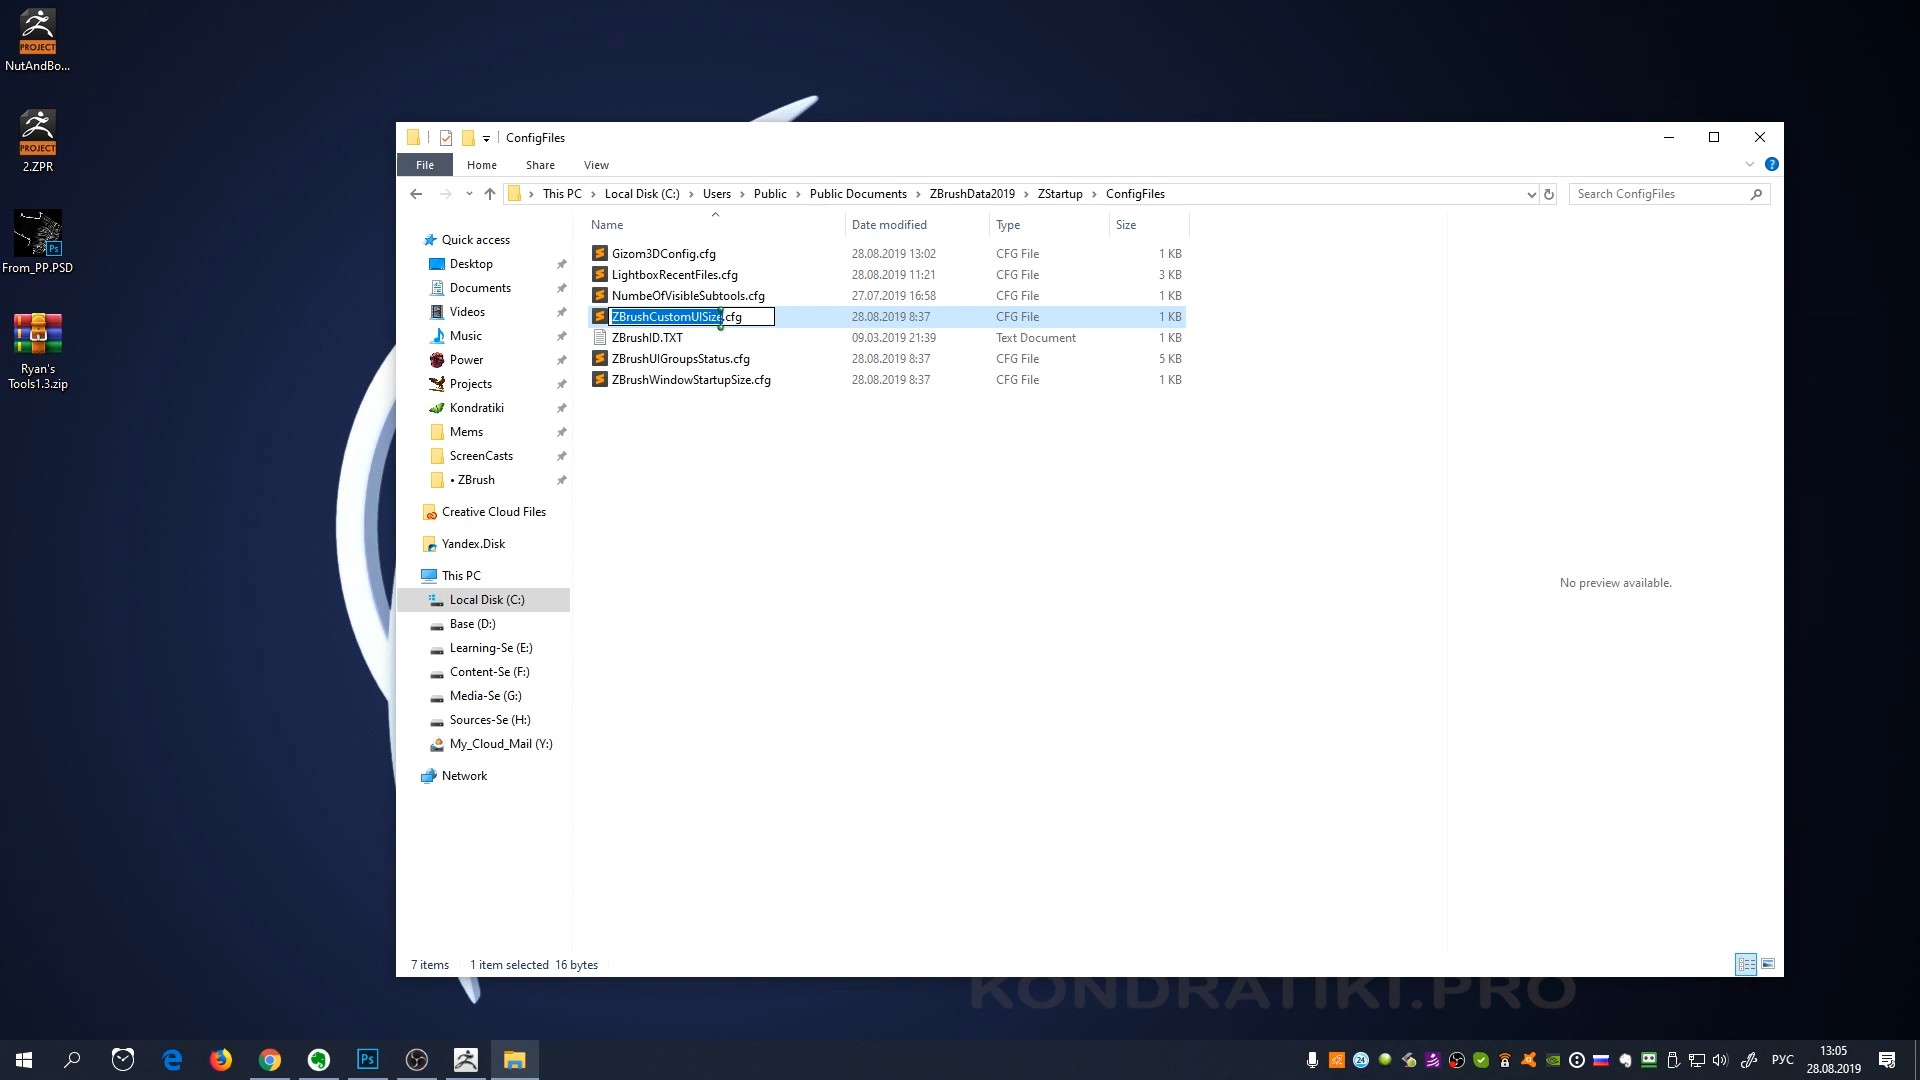 PROJECT
NutAndBo...
PROJECT
2.ZPR
Ps
From_PP.PSD
Ryan's
Tools1.3.zip
ConfigFiles
File Home Share View
This PC Local Disk (C:) Users Public Public Documents ZBrushData2019 ZStartup ConfigFiles
Search ConfigFiles
Name Date modified Type Size
Gizom3DConfig.cfg 28.08.2019 13:02 CFG File 1 KB
LightboxRecentFiles.cfg 28.08.2019 11:21 CFG File 3 KB
NumbeOfVisibleSubtools.cfg 27.07.2019 16:58 CFG File 1 KB
ZBrushCustomUISize.cfg 28.08.2019 8:37 CFG File 1 KB
ZBrushID.TXT 09.03.2019 21:39 Text Document 1 KB
ZBrushUIGroupsStatus.cfg 28.08.2019 8:37 CFG File 5 KB
ZBrushWindowStartupSize.cfg 28.08.2019 8:37 CFG File 1 KB
Quick access
Desktop
Documents
Videos
Music
Power
Projects
Kondratiki
Mems
ScreenCasts
• ZBrush
Creative Cloud Files
Yandex.Disk
This PC
Local Disk (C:)
Base (D:)
Learning-Se (E:)
Content-Se (F:)
Media-Se (G:)
Sources-Se (H:)
My_Cloud_Mail (Y:)
Network
No preview available.
7 items 1 item selected 16 bytes
KONDRATIKI.PRO
Ps
24
РУС
13:05
28.08.2019